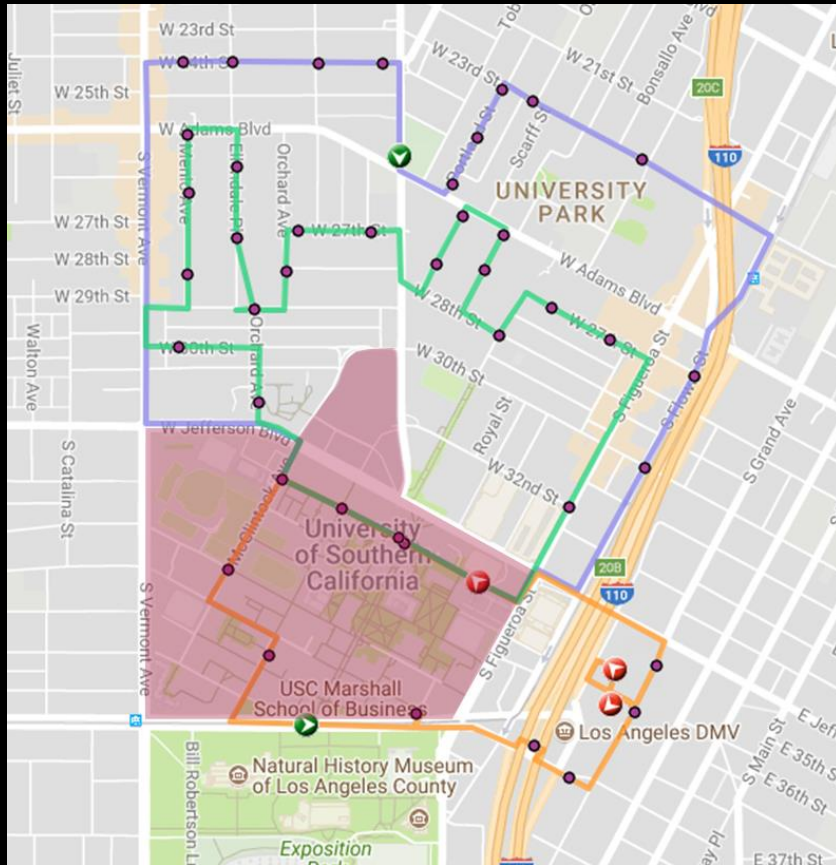 W 23rd St
Juliet St
W 23rd St
W 21st St
Bonsallo Ave
20C
W 25th St
Portland St
Scarff St
W Adams Blvd
110
S Vermont Ave
Menlo Ave
Ellendale Pl
Orchard Ave
UNIVERSITY
PARK
W 27th St
W 27th St
W 28th St
W Adams Blvd
W 29th St
W 28th St
W 27th St
Walton Ave
W 30th St
Orchard Ave
W 30th St
S Figueroa St
S Flower St
S Grand Ave
Royal St
W Jefferson Blvd
S Catalina St
W 32nd St
McClintock Ave
University
of Southern
California
20B
110
S Vermont Ave
S Figueroa St
USC Marshall
School of Business
Los Angeles DMV
S Main St
E Jef
E 35th St
E 36th St
Bill Robertson Ln
Natural History Museum
of Los Angeles County
Exposition
E 37th St